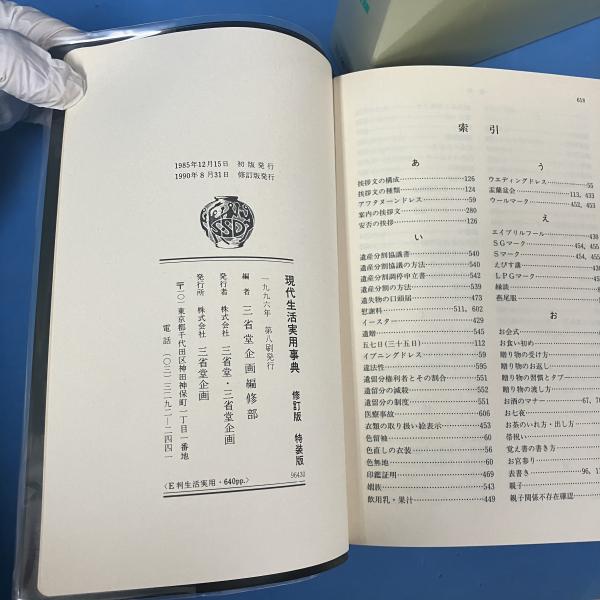 1985年12月15日 初版発行
1990年8月31日 修訂版発行
SSD
現代生活実用事典 修訂版 特装版
一九九六年 第八刷発行
編者 三省堂企画編修部
発行者 株式会社 三省堂・三省堂企画
発行所 株式会社 三省堂企画
〒一〇一 東京都千代田区神田神保町一丁目一番地
電話(〇三)三二九二-二四四一
96430
〈E判生活実用・640pp.〉
618
索引
あ
挨拶文の構成……126
挨拶文の種類……124
アフタヌーンドレス……59
案内の挨拶文……280
安否の挨拶……126
い
遺産分割協議書……540
遺産分割協議の方法……540
遺産分割調停申立書……542
遺産分割の方法……539
遺失物の口頭届……473
慰謝料……511, 602
イースター……429
遺贈……545
五七日(三十五日)……112
イブニングドレス……59
違法性……595
遺留分権利者とその割合……551
遺留分の減殺……552
遺留分の制度……551
医療事故……606
衣類の取り扱い絵表示……453
色留袖……60
色直しの衣装……56
色無地……60
印鑑証明……469
姻族……543
飲用乳・果汁……449
う
ウエディングドレス……55
盂蘭盆会……113, 433
ウールマーク……452, 453
え
エイプリルフール
SGマーク……454, 455
Sマーク……454, 455
えびす講
LPGマーク
縁談
燕尾服
お
お会式
お食い初め
贈り物の受け方
贈り物のお返し
贈り物の習慣とタブー
贈り物の渡し方
お酒のマナー……67,
お七夜
お茶のいれ方・出し方
帯祝い
覚え書の書き方
お宮参り
表書き……96,
親子
親子関係不存在確認